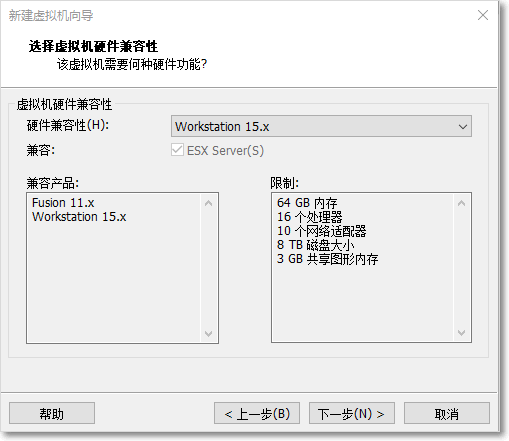 新建虚拟机向导
选择虚拟机硬件兼容性
该虚拟机需要何种硬件功能?
虚拟机硬件兼容性
硬件兼容性(H):
Workstation 15.x
兼容:
ESX Server(S)
兼容产品:
Fusion 11.x
Workstation 15.x
限制:
64 GB 内存
16 个处理器
10 个网络适配器
8 TB 磁盘大小
3 GB 共享图形内存
帮助
< 上一步(B)
下一步(N) >
取消